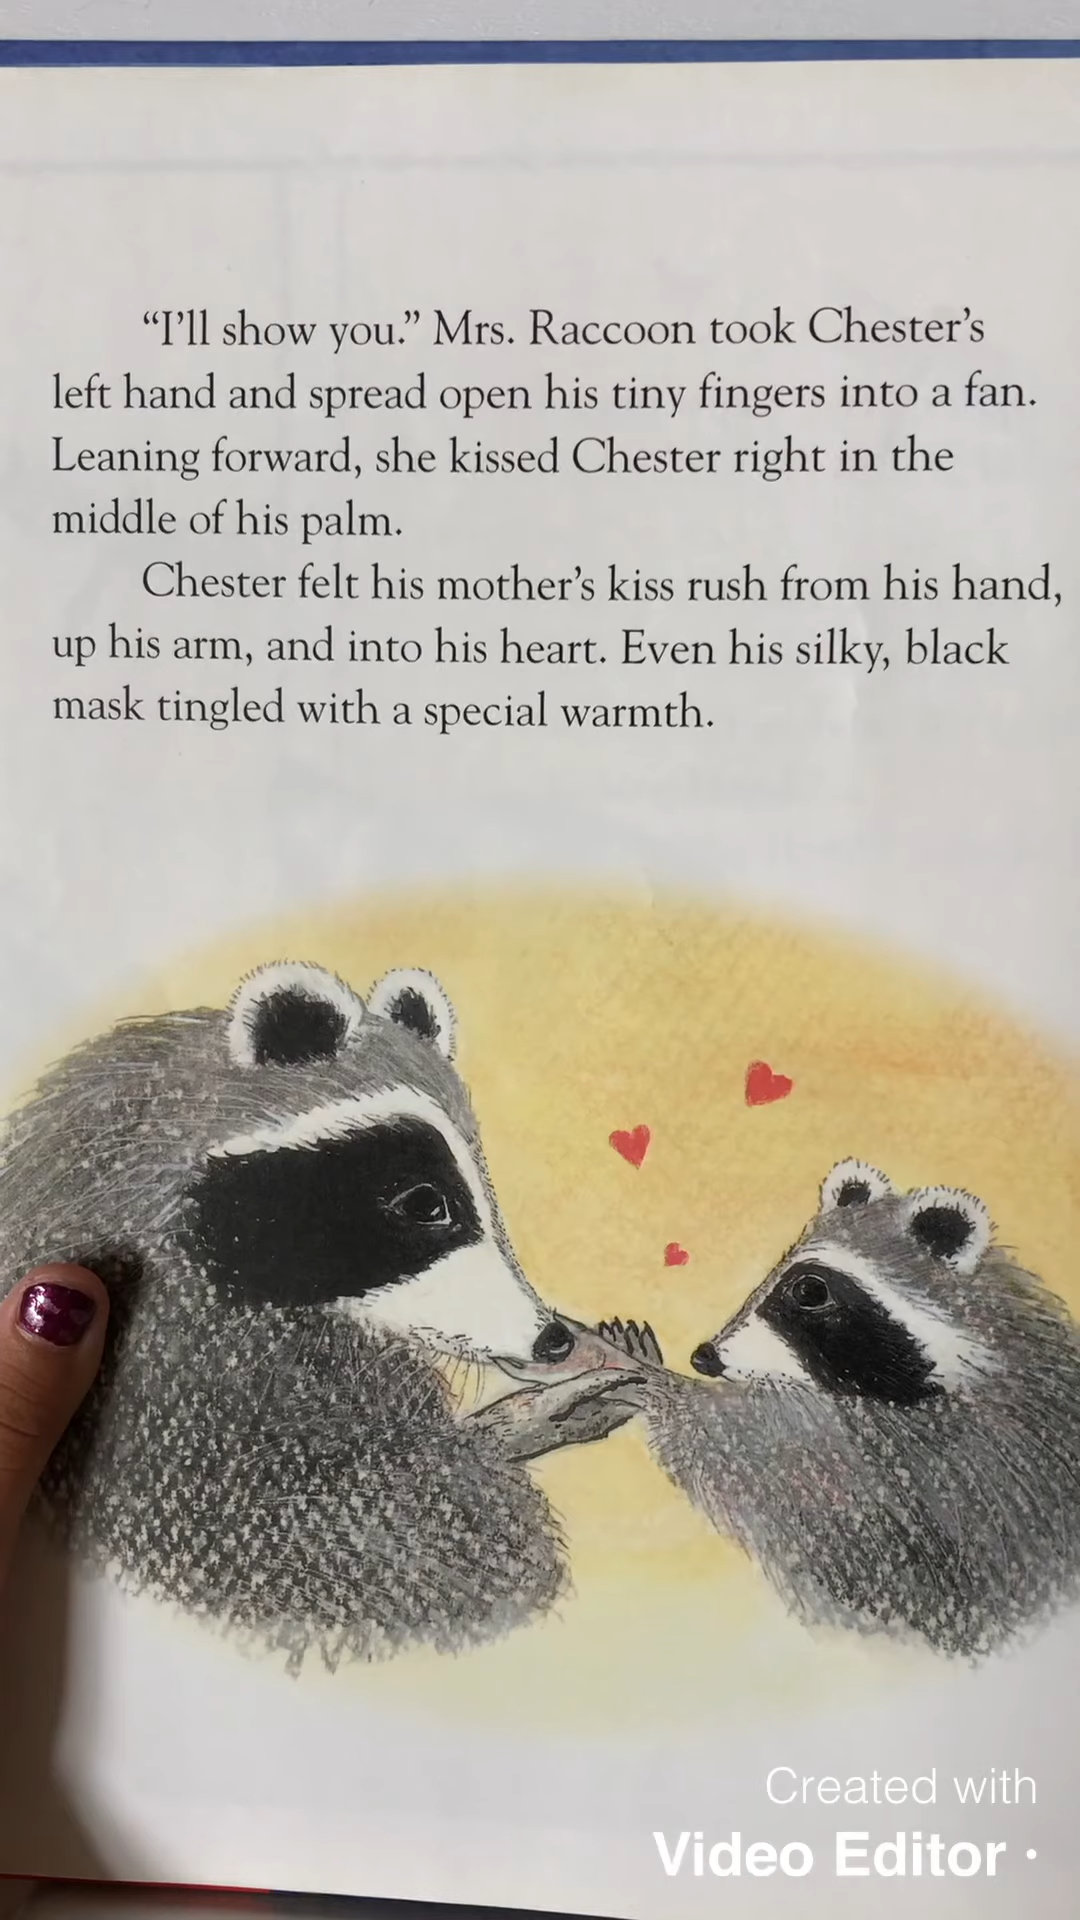 “I’ll show you.” Mrs. Raccoon took Chester’s
left hand and spread open his tiny fingers into a fan.
Leaning forward, she kissed Chester right in the
middle of his palm.
Chester felt his mother’s kiss rush from his hand,
up his arm, and into his heart. Even his silky, black
mask tingled with a special warmth.
Created with
Video Editor ·